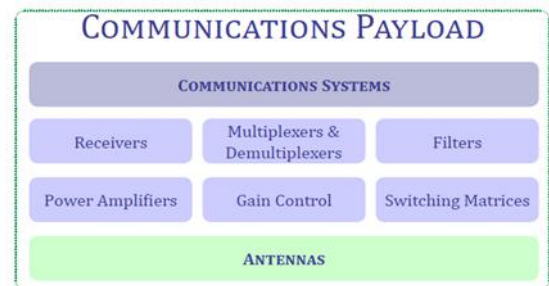 COMMUNICATIONS PAYLOAD
COMMUNICATIONS SYSTEMS
Receivers
Multiplexers &
Demultiplexers
Filters
Power Amplifiers
Gain Control
Switching Matrices
ANTENNAS